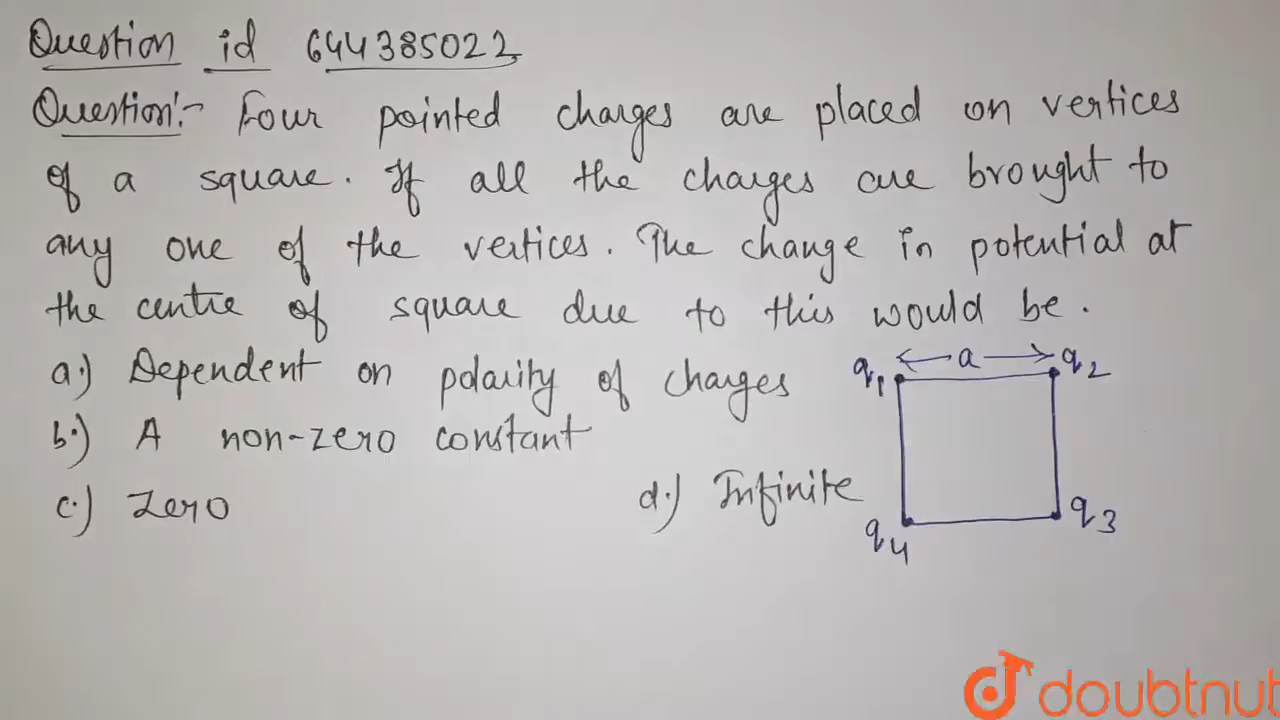 Question id 644385022
Question:- Four pointed charges are placed on vertices
of a square. If all the charges are brought to
any one of the vertices. The change in potential at
the centre of square due to this would be.
a.) Dependent on polarity of charges
q1 a q2
b.) A non-zero constant
c.) Zero d.) Infinite
q4 q3
doubtnut